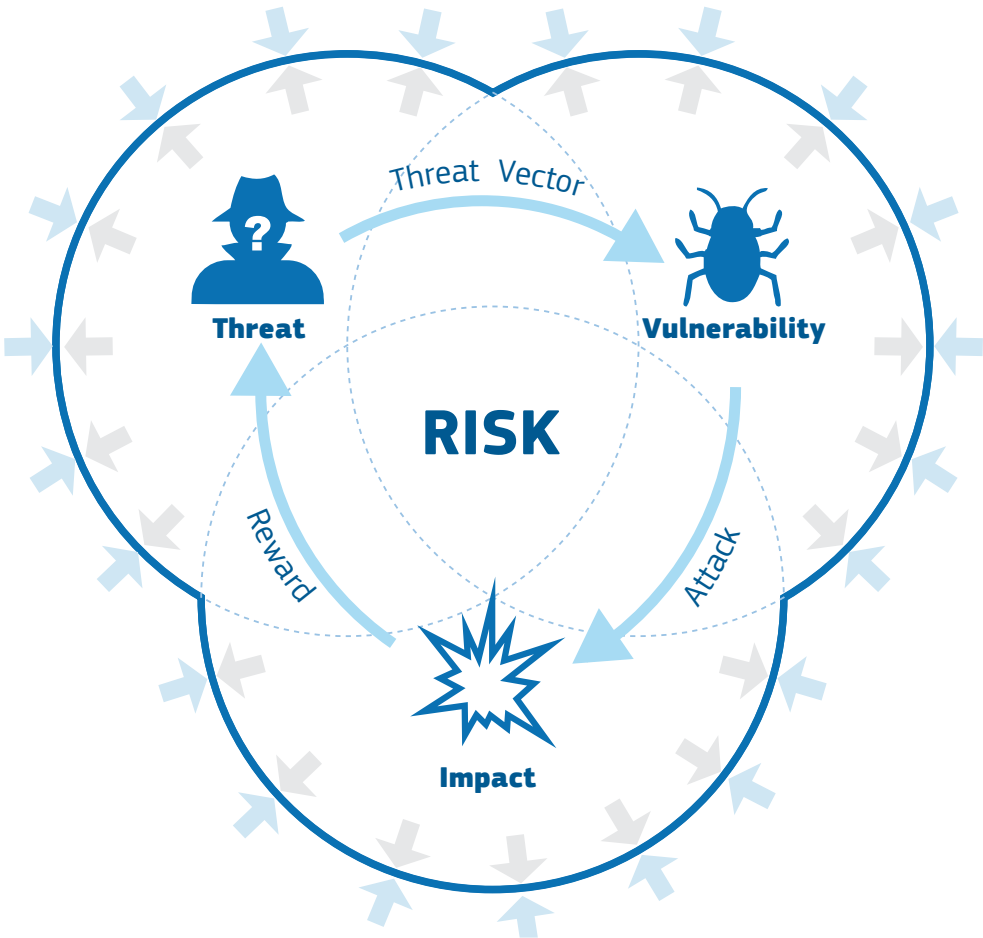 Threat Vector
?
Threat
Vulnerability
RISK
Reward
Attack
Impact